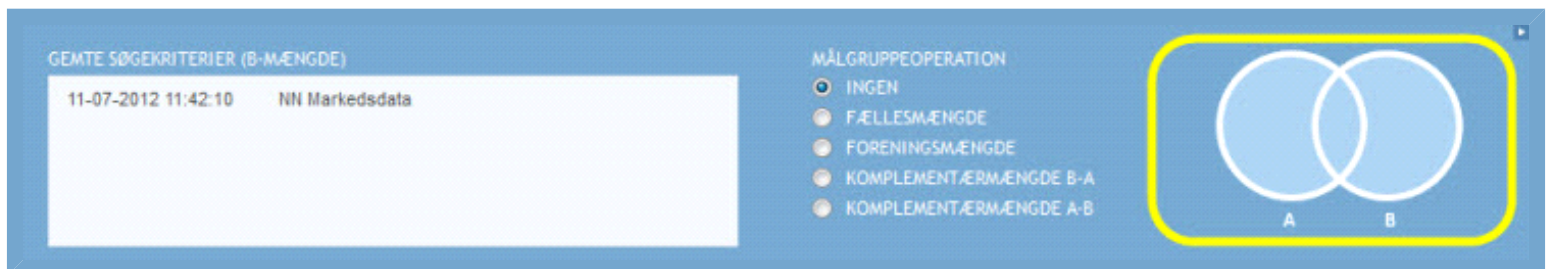 GEMTE SØGEKRITERIER (B-MÆNGDE)
11-07-2012 11:42:10 NN Markedsdata
MÅLGRUPPEOPERATION
INGEN
FÆLLESMÆNGDE
FORENINGSMÆNGDE
KOMPLEMENTÆRMÆNGDE B-A
KOMPLEMENTÆRMÆNGDE A-B
A B